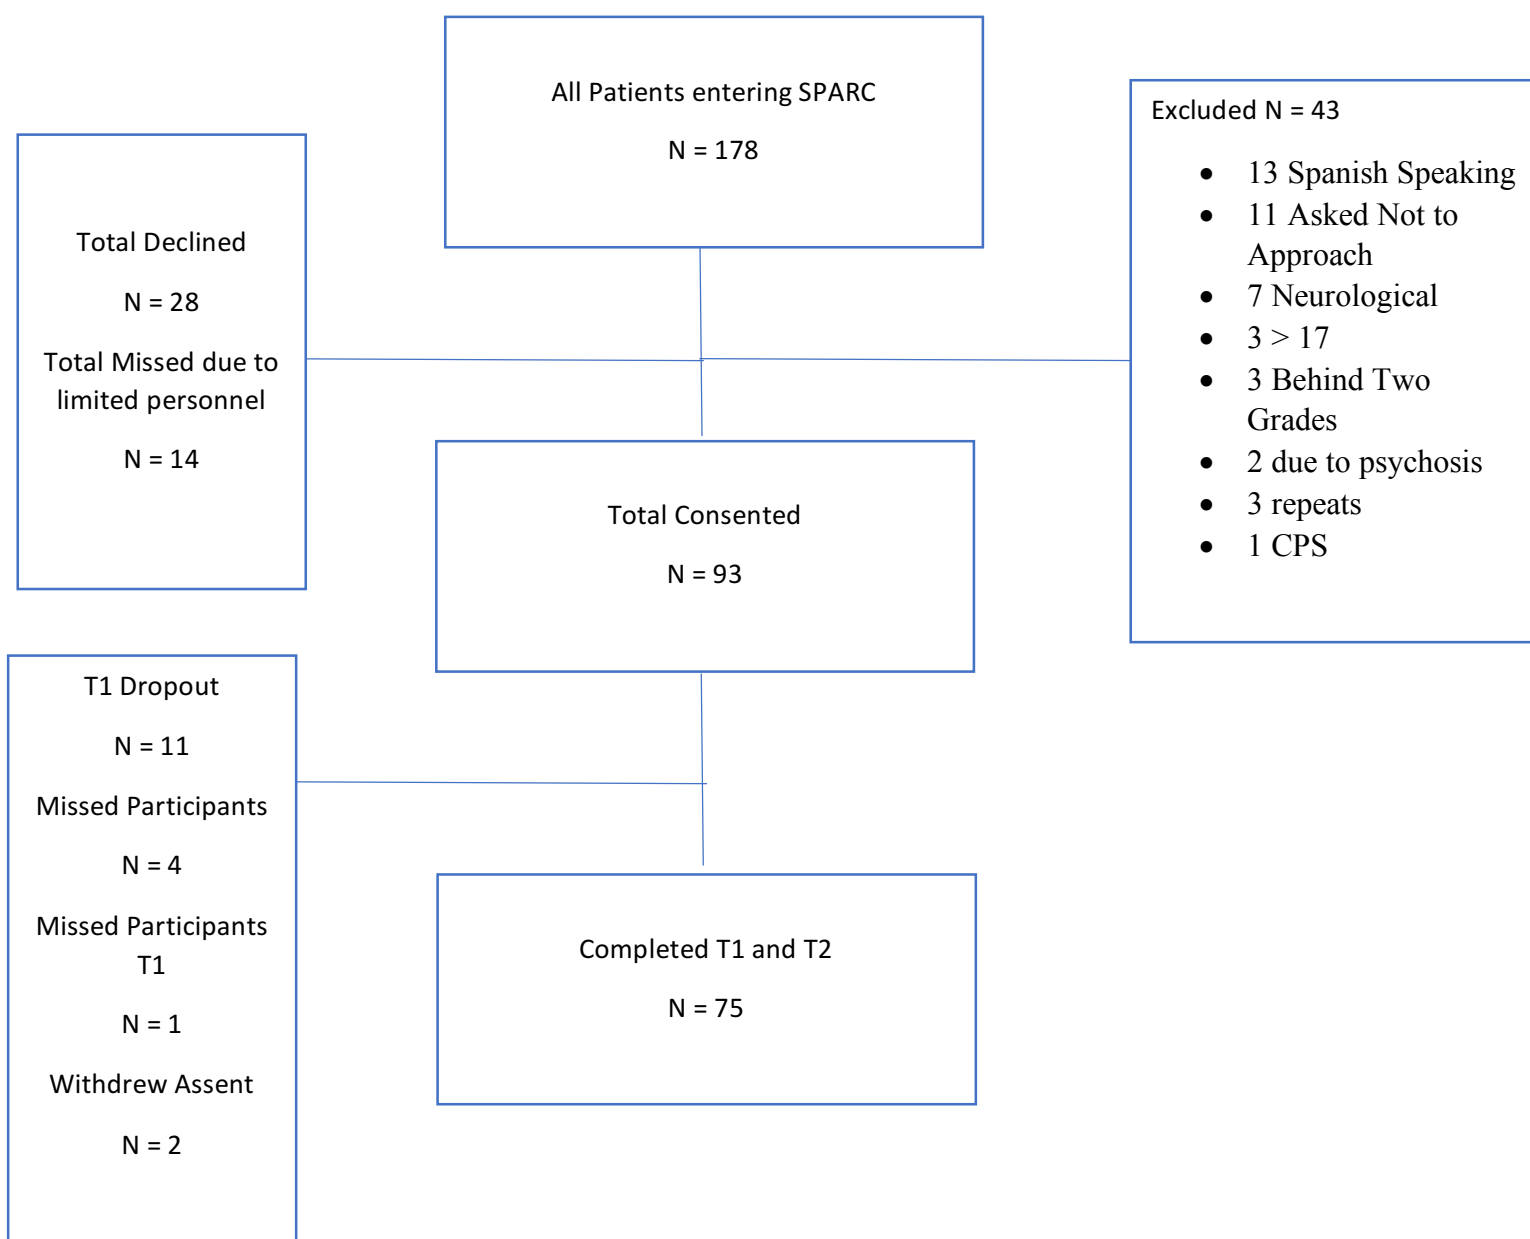 All Patients entering SPARC
N = 178
Excluded N = 43
• 13 Spanish Speaking
• 11 Asked Not to
Approach
• 7 Neurological
• 3 > 17
• 3 Behind Two
Grades
• 2 due to psychosis
• 3 repeats
• 1 CPS
Total Declined
N = 28
Total Missed due to
limited personnel
N = 14
Total Consented
N = 93
T1 Dropout
N = 11
Missed Participants
N = 4
Missed Participants
T1
N = 1
Withdrew Assent
N = 2
Completed T1 and T2
N = 75